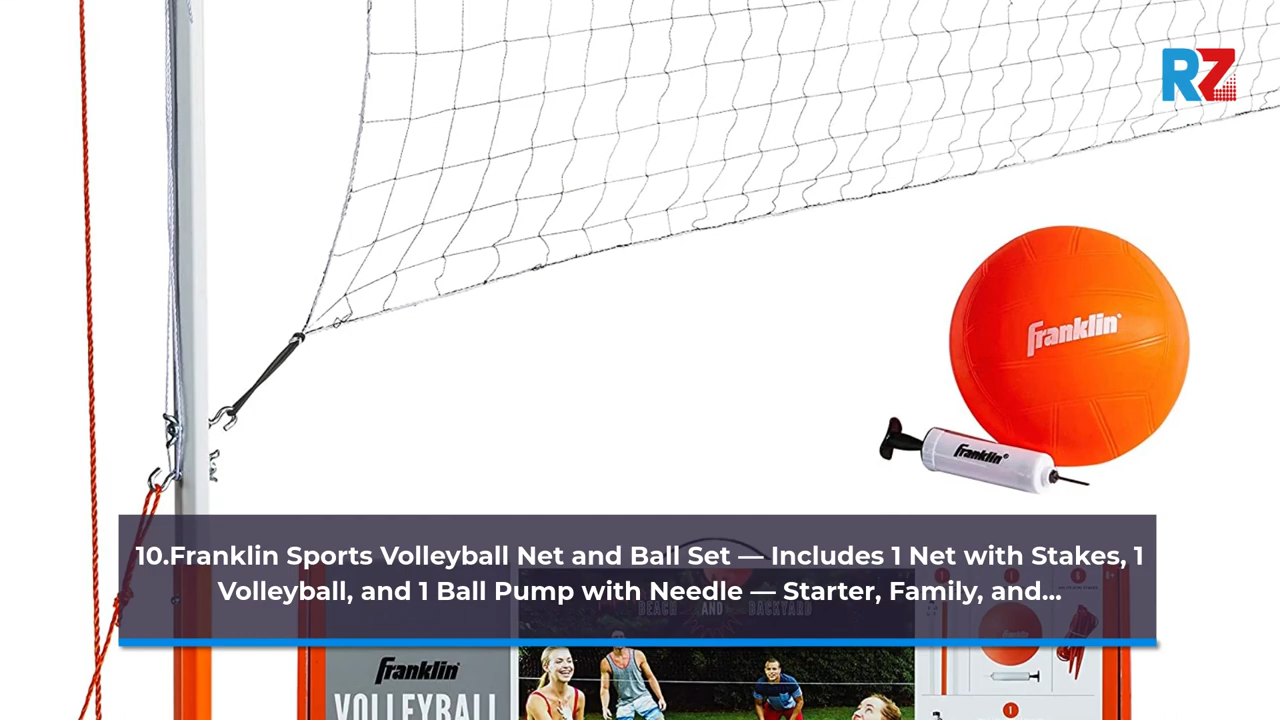 RZ
Franklin
Franklin
10.Franklin Sports Volleyball Net and Ball Set — Includes 1 Net with Stakes, 1
Volleyball, and 1 Ball Pump with Needle — Starter, Family, and...
BEACH AND BACKYARD
Franklin
VOLLEYBALL